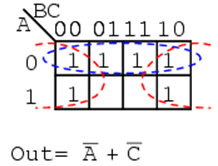 BC
A 00 01 11 10
0 1 1 1 1
1 1 1
Out= A̅ + C̅